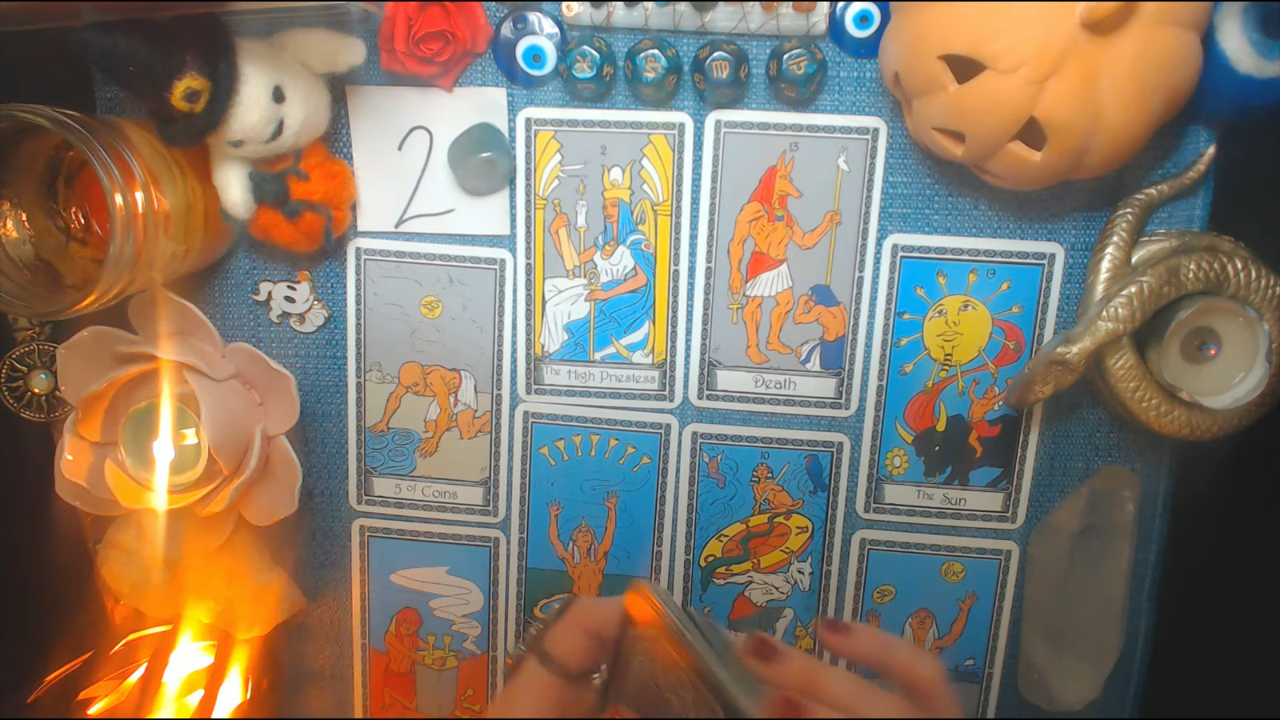 2
2
The High Priestess
13
Death
5 of Coins
19
The Sun
10